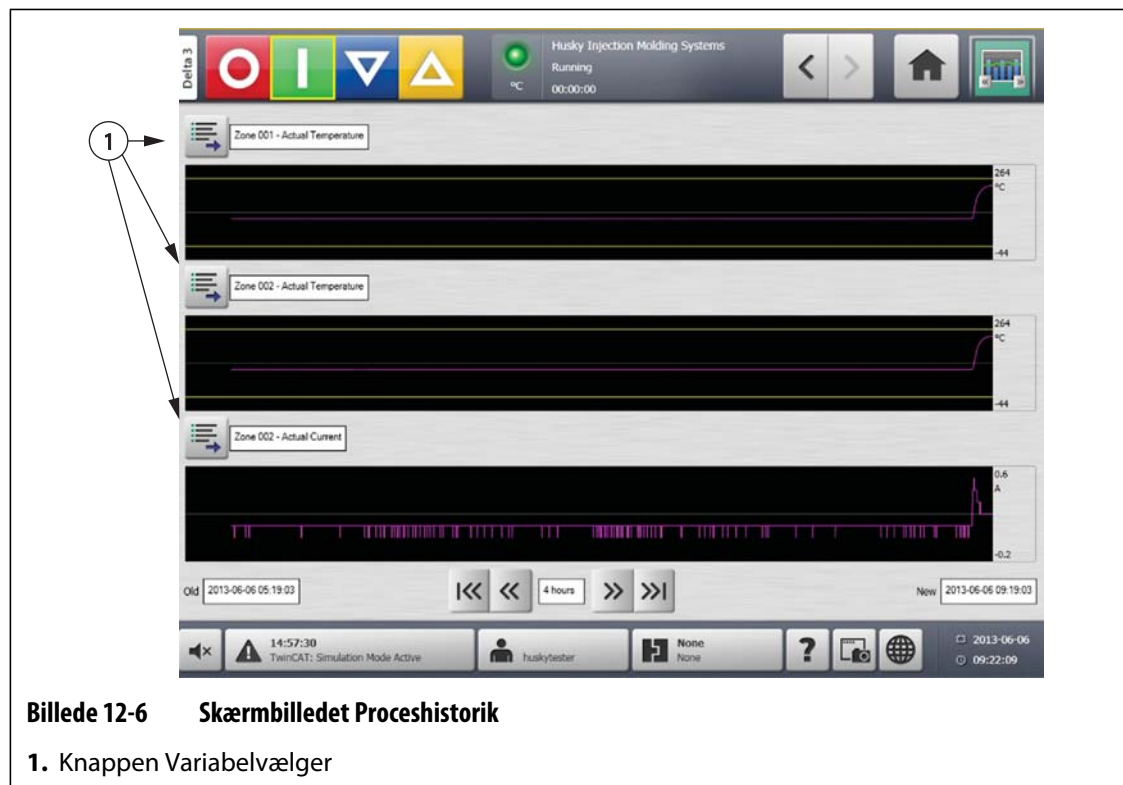 Delta 3
Husky Injection Molding Systems
Running
°C
00:00:00
1
Zone 001 - Actual Temperature
264
°C
-44
Zone 002 - Actual Temperature
264
°C
-44
Zone 002 - Actual Current
0.6
A
-0.2
Old 2013-06-06 05:19:03
4 hours
New 2013-06-06 09:19:03
14:57:30
TwinCAT: Simulation Mode Active
huskytester
None
None
?
2013-06-06
09:22:09
Billede 12-6 Skærmbilledet Proceshistorik
1. Knappen Variabelvælger